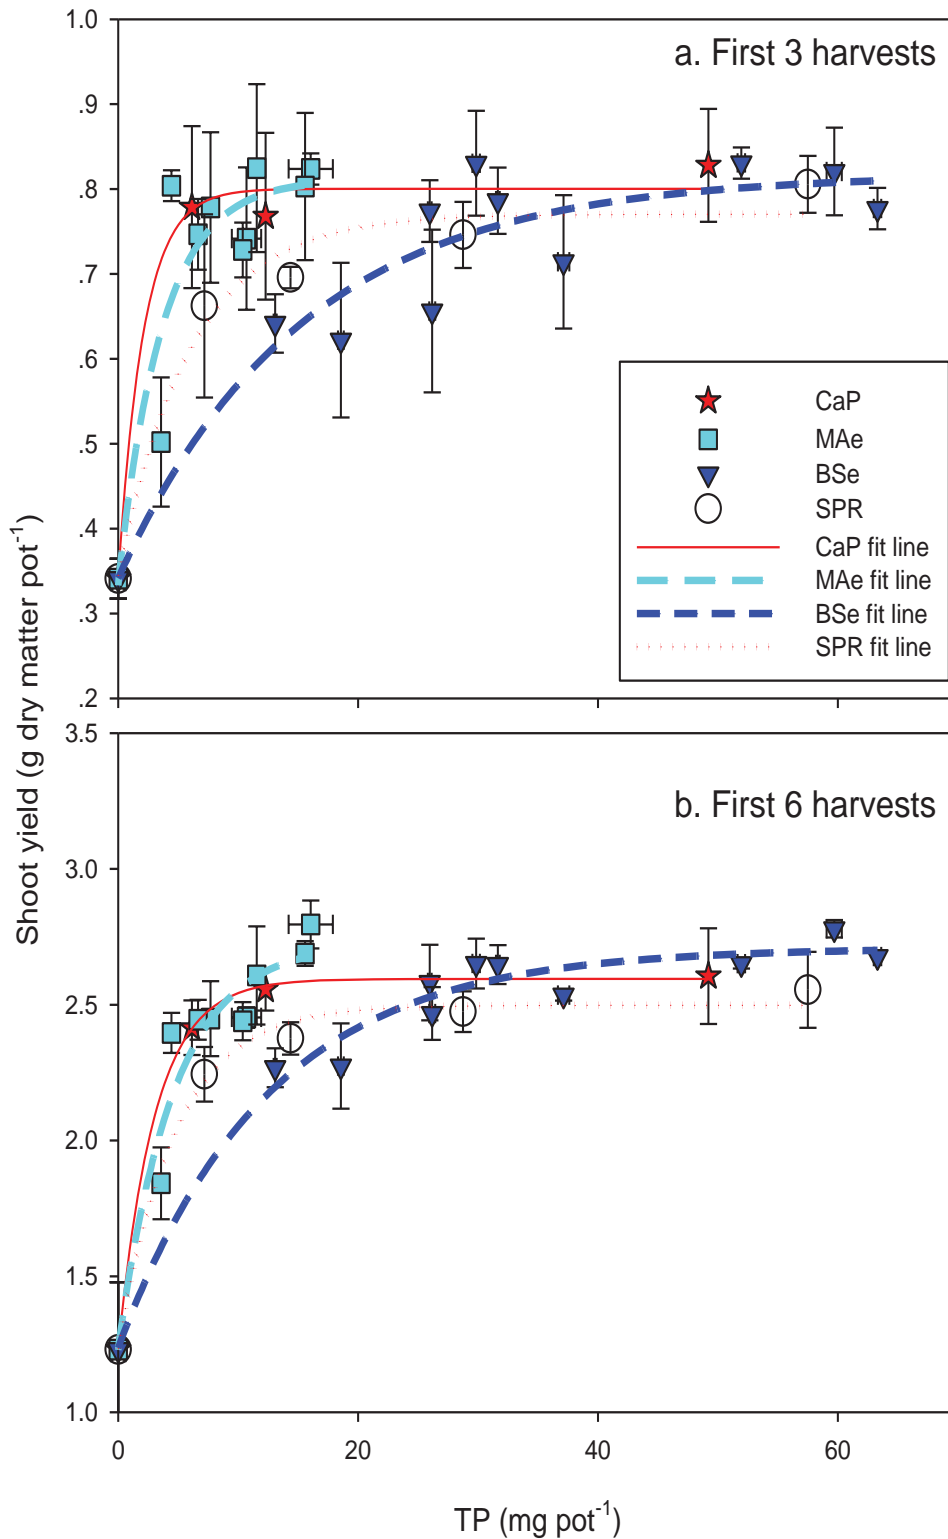 Shoot yield (g dry matter pot⁻¹)
1.0
a. First 3 harvests
.9
.8
.7
.6
.5
.4
.3
.2
CaP
MAe
BSe
SPR
CaP fit line
MAe fit line
BSe fit line
SPR fit line
3.5
b. First 6 harvests
3.0
2.5
2.0
1.5
1.0
0
20
40
60
TP (mg pot⁻¹)